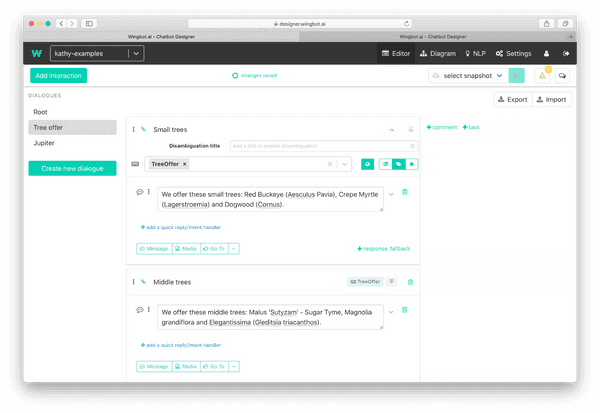 designer.wingbot.ai
Wingbot.ai - Chatbot Designer
Wingbot.ai - Chatbot Designer
W
kathy-examples
Editor
Diagram
NLP
Settings
Add Interaction
changes saved
select snapshot
DIALOGUES
Export
Import
Root
Tree offer
Jupiter
Create new dialogue
Small trees
+ comment
+ task
Disambiguation title
add a title to enable disambiguation
TreeOffer ×
We offer these small trees: Red Buckeye (Aesculus Pavia), Crepe Myrtle
(Lagerstroemia) and Dogwood (Cornus).
add a quick reply/intent handler
Message
Media
Go To
+ response fallback
Middle trees
TreeOffer
We offer these middle trees: Malus 'Sutyzam' - Sugar Tyme, Magnolia
grandiflora and Elegantissima (Gleditsia triacanthos).
add a quick reply/intent handler
Message
Media
Go To